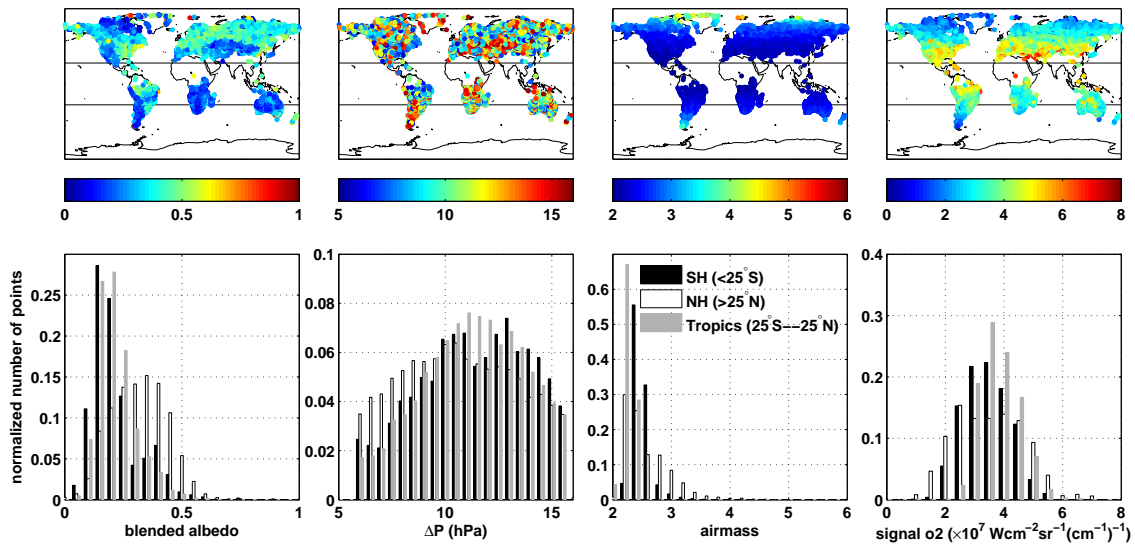 0 0.5 1
5 10 15
2 3 4 5 6
0 2 4 6 8
normalized number of points
0 0.05 0.1 0.15 0.2 0.25
0 0.5 1
blended albedo
0 0.02 0.04 0.06 0.08 0.1
5 10 15
ΔP (hPa)
0 0.1 0.2 0.3 0.4 0.5 0.6
SH (<25°S)
NH (>25°N)
Tropics (25°S−−25°N)
2 3 4 5 6
airmass
0 0.1 0.2 0.3 0.4
0 2 4 6 8
signal o2 (×10⁷ Wcm⁻²sr⁻¹(cm⁻¹)⁻¹)